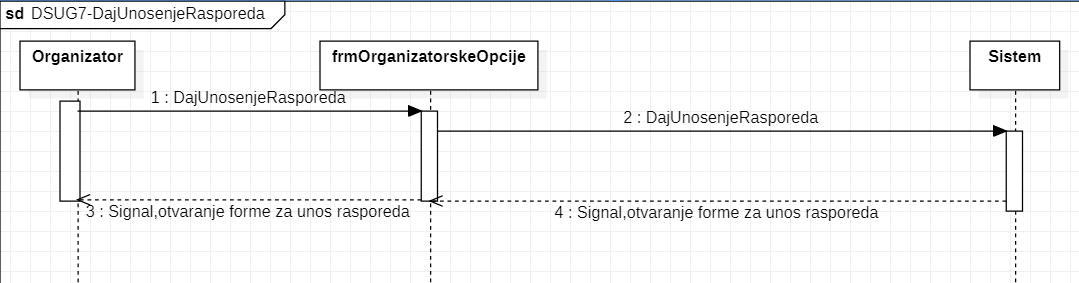 sd DSUG7-DajUnosenjeRasporeda
Organizator
frmOrganizatorskeOpcije
Sistem
1 : DajUnosenjeRasporeda
2 : DajUnosenjeRasporeda
3 : Signal,otvaranje forme za unos rasporeda
4 : Signal,otvaranje forme za unos rasporeda